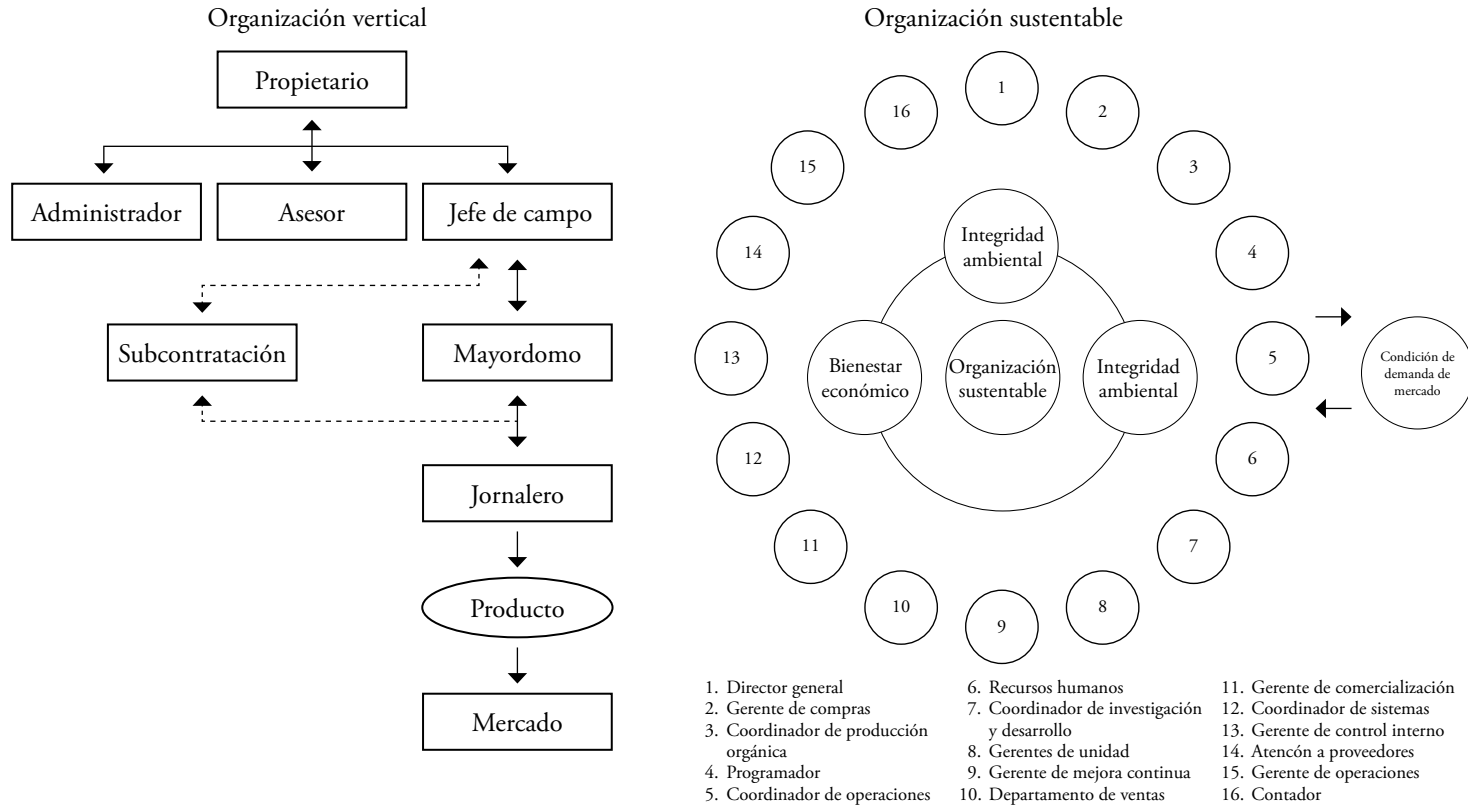 Organización vertical
Propietario
Administrador
Asesor
Jefe de campo
Subcontratación
Mayordomo
Jornalero
Producto
Mercado
Organización sustentable
1
2
3
4
5
6
7
8
9
10
11
12
13
14
15
16
Integridad
ambiental
Bienestar
económico
Organización
sustentable
Integridad
ambiental
Condición de
demanda de
mercado
1. Director general
2. Gerente de compras
3. Coordinador de producción
orgánica
4. Programador
5. Coordinador de operaciones
6. Recursos humanos
7. Coordinador de investigación
y desarrollo
8. Gerentes de unidad
9. Gerente de mejora continua
10. Departamento de ventas
11. Gerente de comercialización
12. Coordinador de sistemas
13. Gerente de control interno
14. Atencón a proveedores
15. Gerente de operaciones
16. Contador